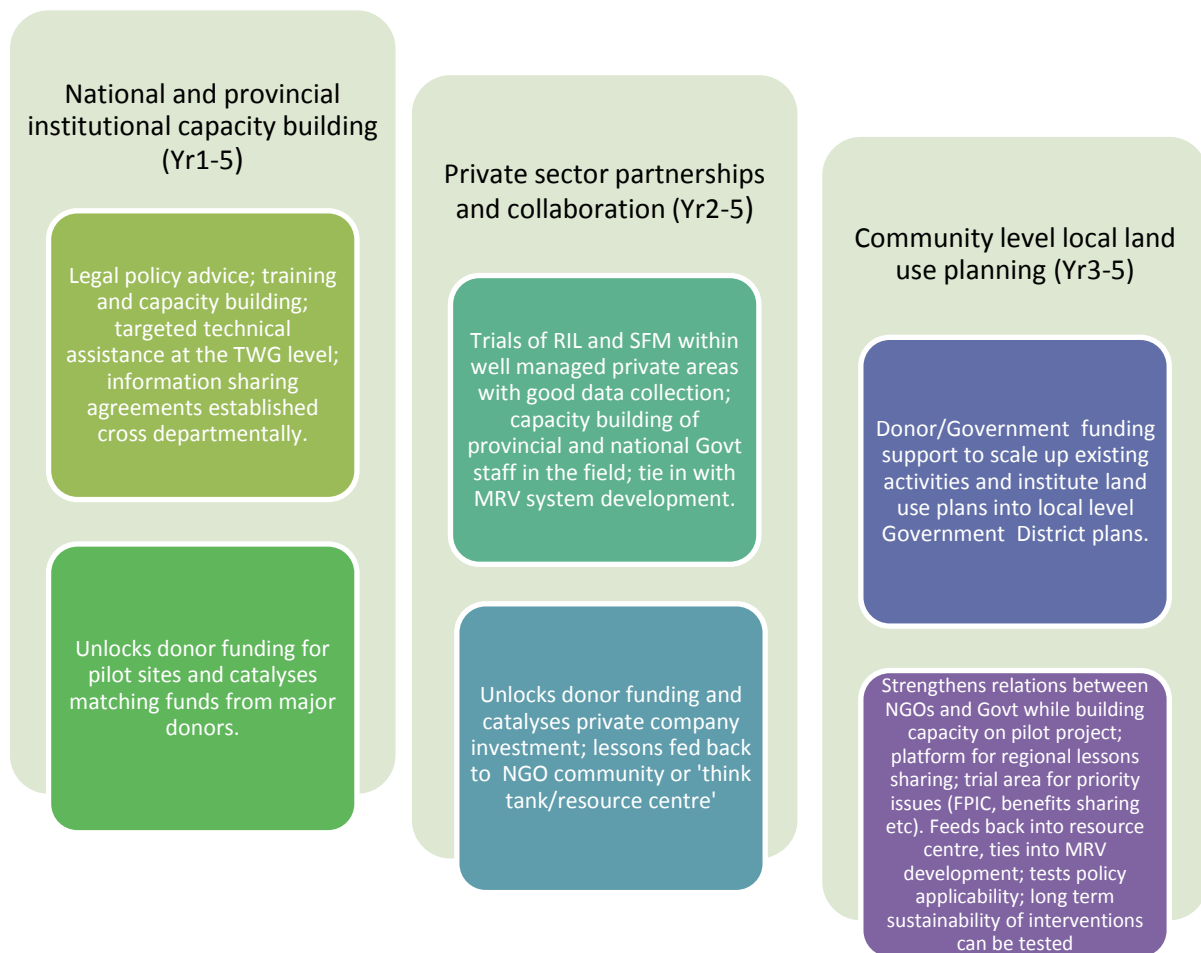 National and provincial
institutional capacity building
(Yr1-5)
Legal policy advice; training
and capacity building;
targeted technical
assistance at the TWG level;
information sharing
agreements established
cross departmentally.
Unlocks donor funding for
pilot sites and catalyses
matching funds from major
donors.
Private sector partnerships
and collaboration (Yr2-5)
Trials of RIL and SFM within
well managed private areas
with good data collection;
capacity building of
provincial and national Govt
staff in the field; tie in with
MRV system development.
Unlocks donor funding and
catalyses private company
investment; lessons fed back
to NGO community or 'think
tank/resource centre'
Community level local land
use planning (Yr3-5)
Donor/Government funding
support to scale up existing
activities and institute land
use plans into local level
Government District plans.
Strengthens relations between
NGOs and Govt while building
capacity on pilot project;
platform for regional lessons
sharing; trial area for priority
issues (FPIC, benefits sharing
etc). Feeds back into resource
centre, ties into MRV
development; tests policy
applicability; long term
sustainability of interventions
can be tested